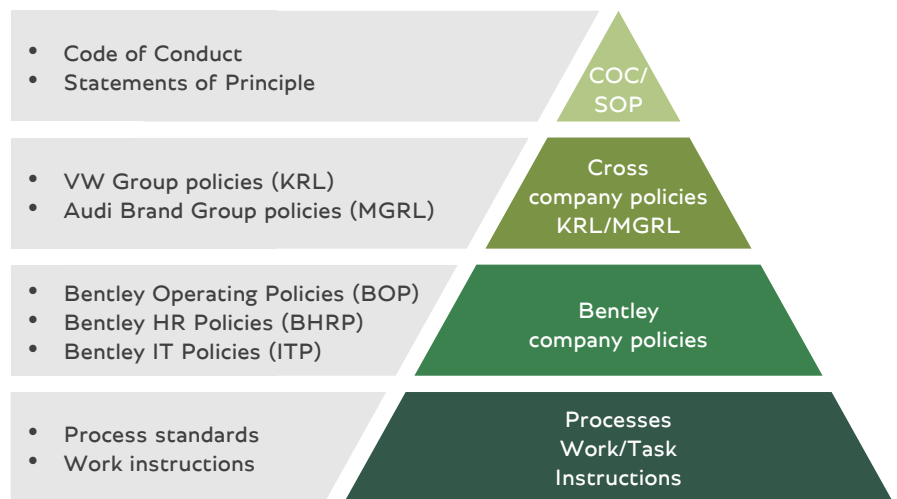 • Code of Conduct
• Statements of Principle
COC/
SOP
• VW Group policies (KRL)
• Audi Brand Group policies (MGRL)
Cross
company policies
KRL/MGRL
• Bentley Operating Policies (BOP)
• Bentley HR Policies (BHRP)
• Bentley IT Policies (ITP)
Bentley
company policies
• Process standards
• Work instructions
Processes
Work/Task
Instructions